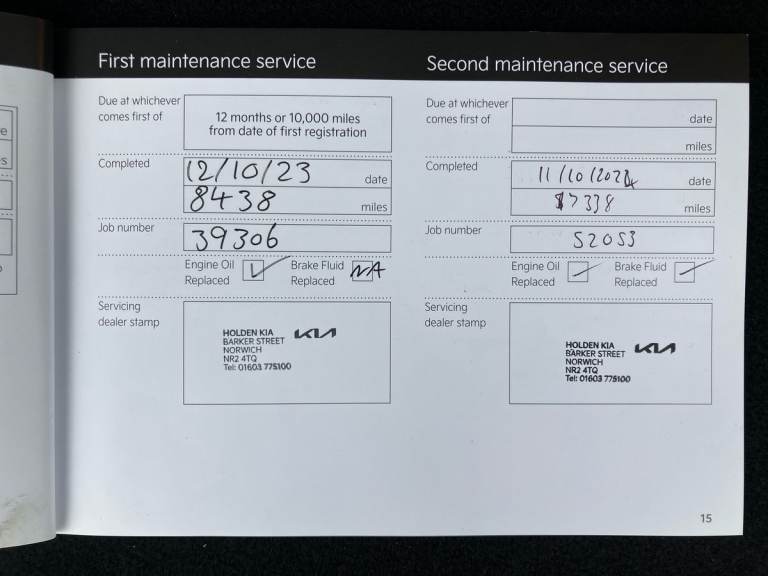 First maintenance service
Due at whichever
comes first of
12 months or 10,000 miles
from date of first registration
Completed
12/10/23 date
8438 miles
Job number
39306
Engine Oil
Replaced
Brake Fluid
Replaced
NA
Servicing
dealer stamp
HOLDEN KIA
BARKER STREET
NORWICH
NR2 4TQ
Tel: 01603 775100
KIA
Second maintenance service
Due at whichever
comes first of
date
miles
Completed
date
miles
Job number
52053
Engine Oil
Replaced
Brake Fluid
Replaced
Servicing
dealer stamp
HOLDEN KIA
BARKER STREET
NORWICH
NR2 4TQ
Tel: 01603 775100
KIA
15